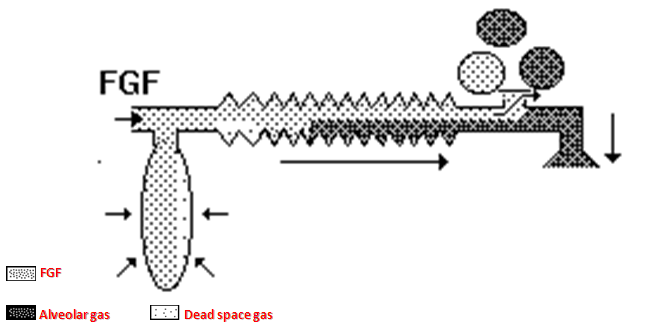 FGF
FGF
Alveolar gas
Dead space gas